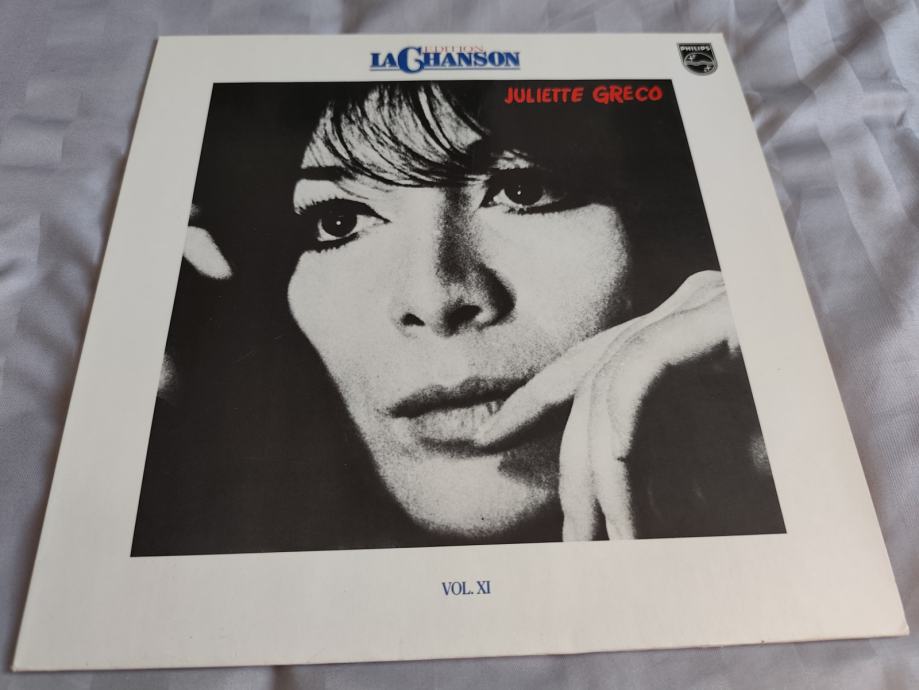 EDITION
LA CHANSON
PHILIPS
JULIETTE GRECO
VOL. XI